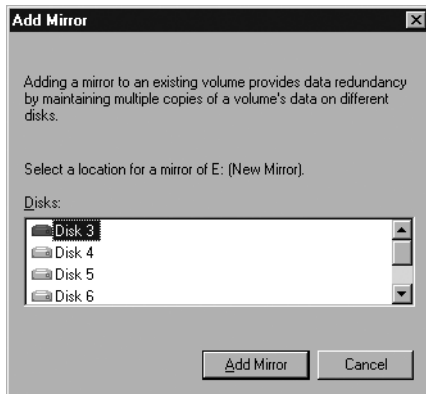 Add Mirror
Adding a mirror to an existing volume provides data redundancy
by maintaining multiple copies of a volume's data on different
disks.
Select a location for a mirror of E: (New Mirror).
Disks:
Disk 3
Disk 4
Disk 5
Disk 6
Add Mirror
Cancel